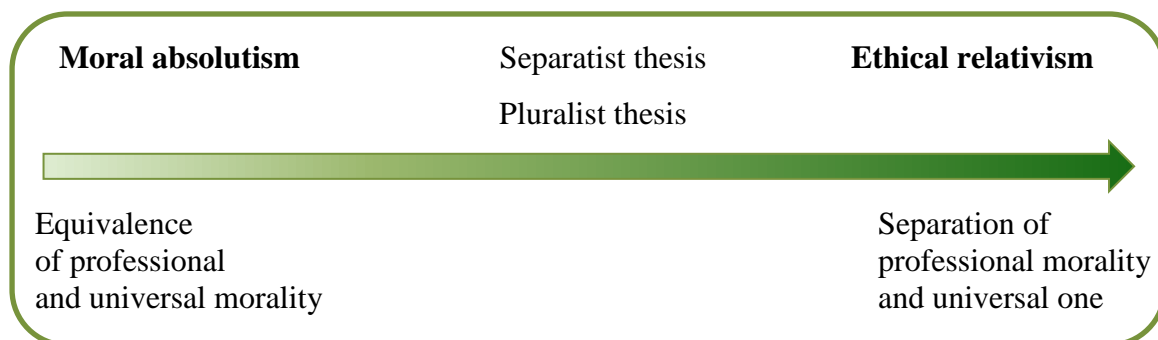 Moral absolutism
Separatist thesis
Ethical relativism
Pluralist thesis
Equivalence
of professional
and universal morality
Separation of
professional morality
and universal one